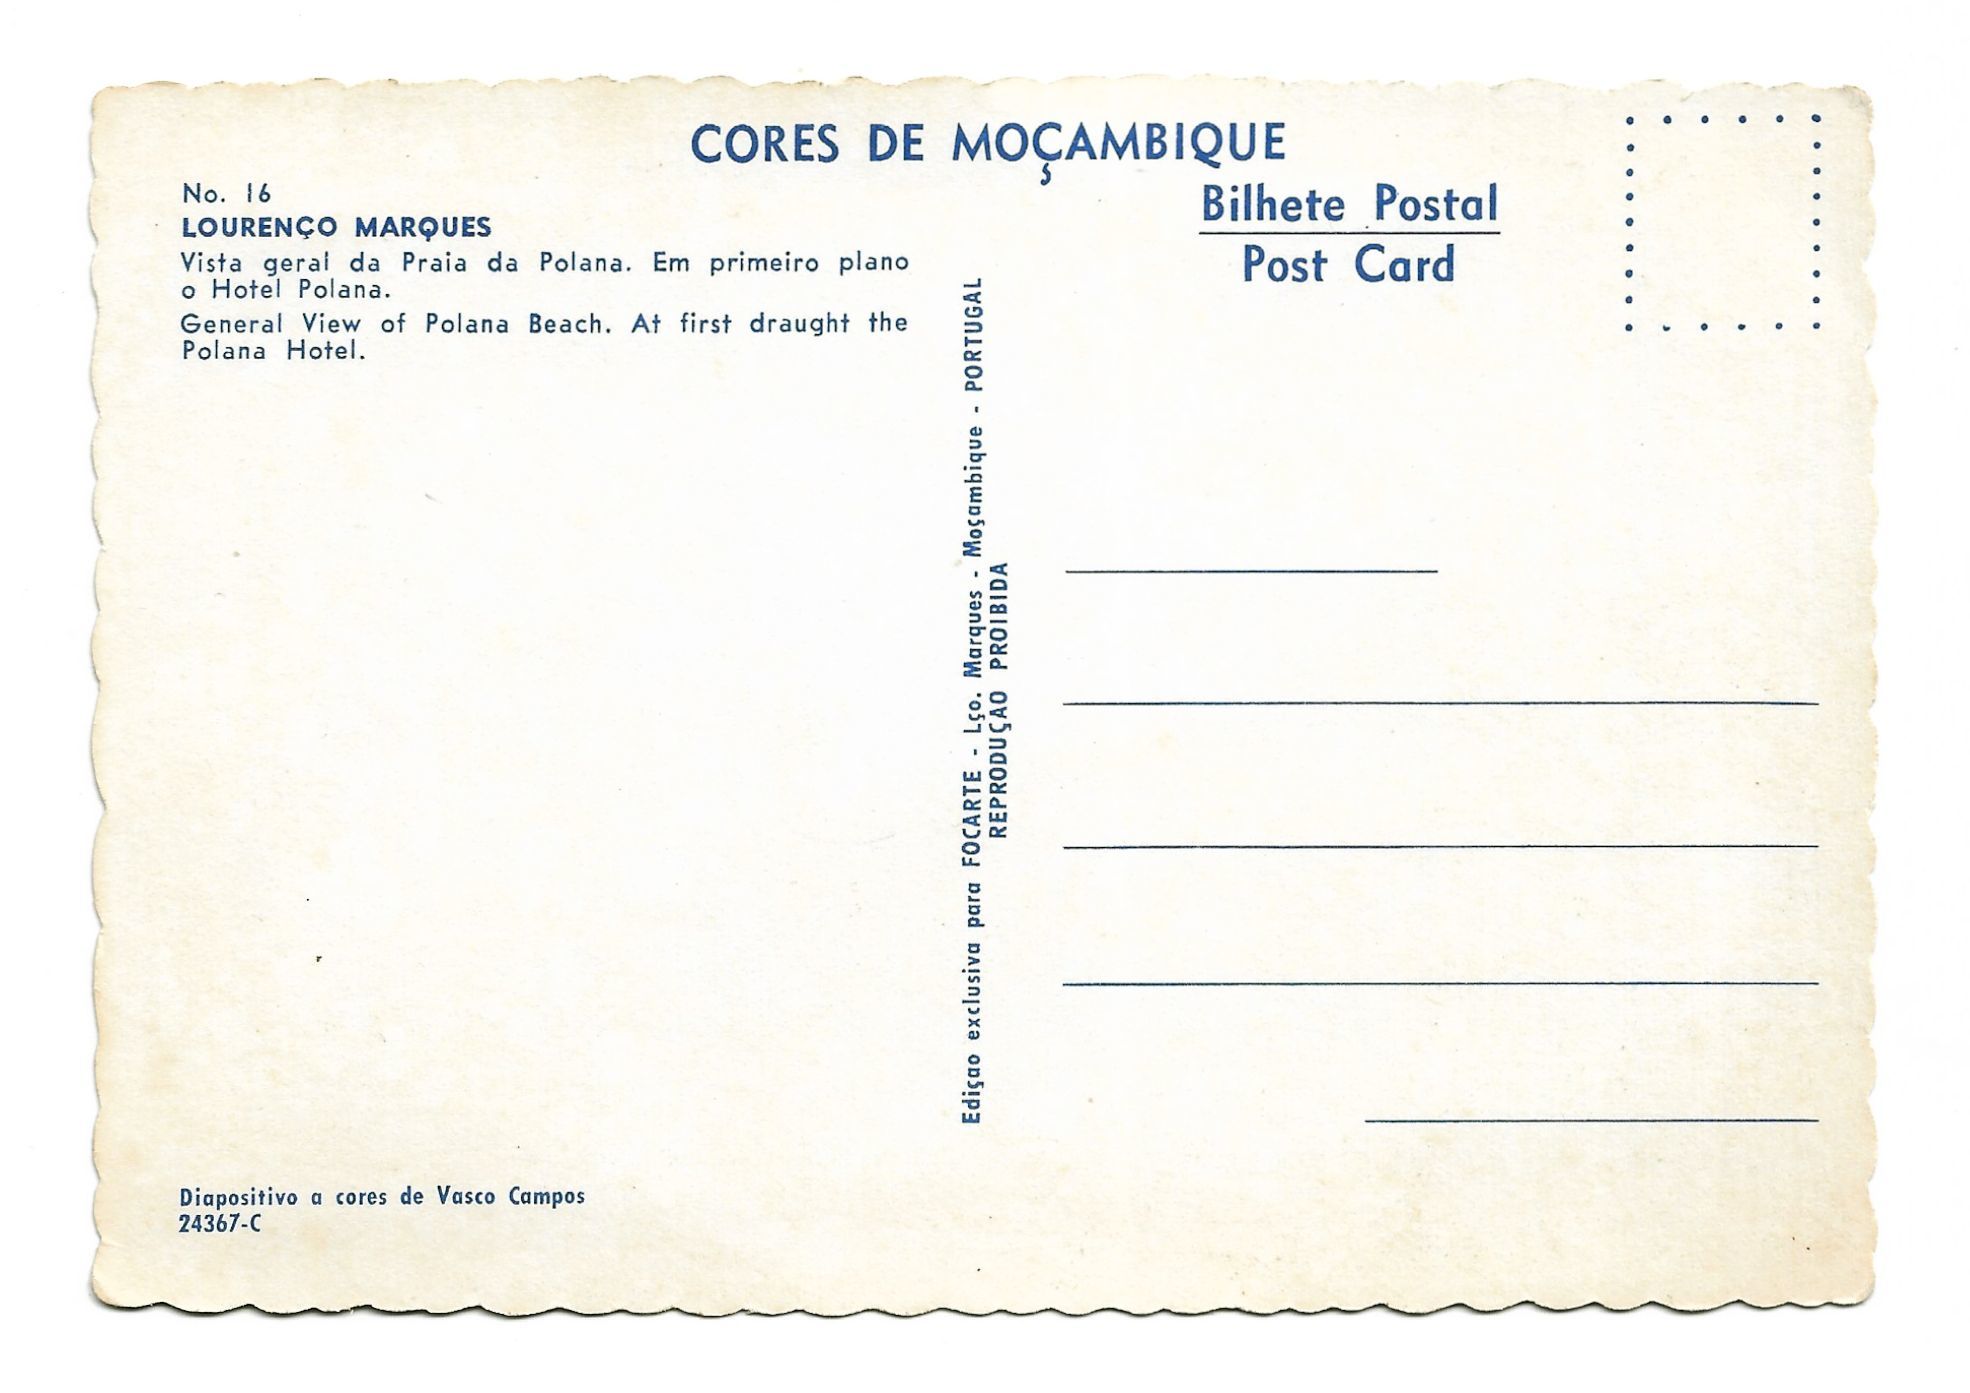 CORES DE MOÇAMBIQUE
No. 16
LOURENÇO MARQUES
Vista geral da Praia da Polana. Em primeiro plano
o Hotel Polana.
General View of Polana Beach. At first draught the
Polana Hotel.
Bilhete Postal
Post Card
Ediçao exclusiva para FOCARTE - Lço. Marques - Moçambique - PORTUGAL
REPRODUÇAO PROIBIDA
Diapositivo a cores de Vasco Campos
24367-C